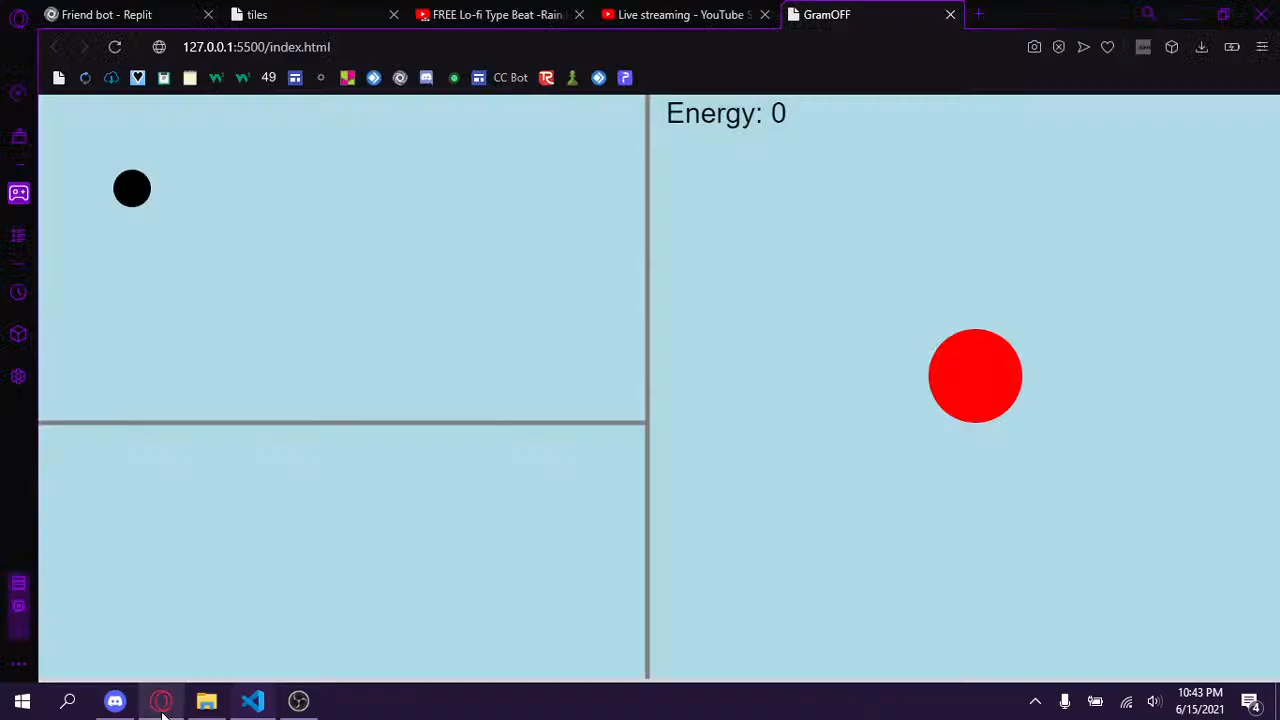 Friend bot - Replit
tiles
FREE Lo-fi Type Beat -Rain
Live streaming - YouTube S
GramOFF
127.0.0.1:5500/index.html
49
CC Bot
Energy: 0
10:43 PM
6/15/2021
4